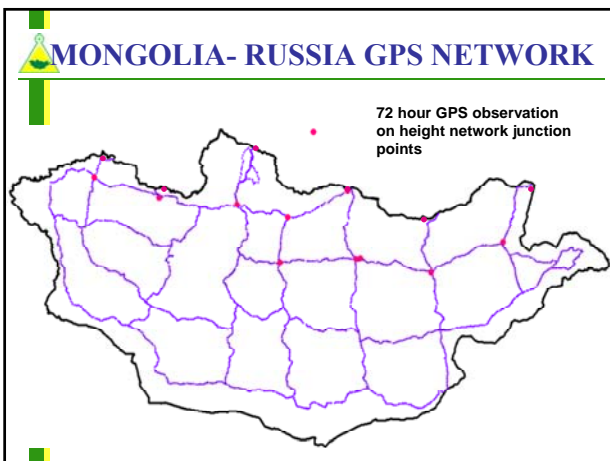 MONGOLIA- RUSSIA GPS NETWORK
72 hour GPS observation
on height network junction
points